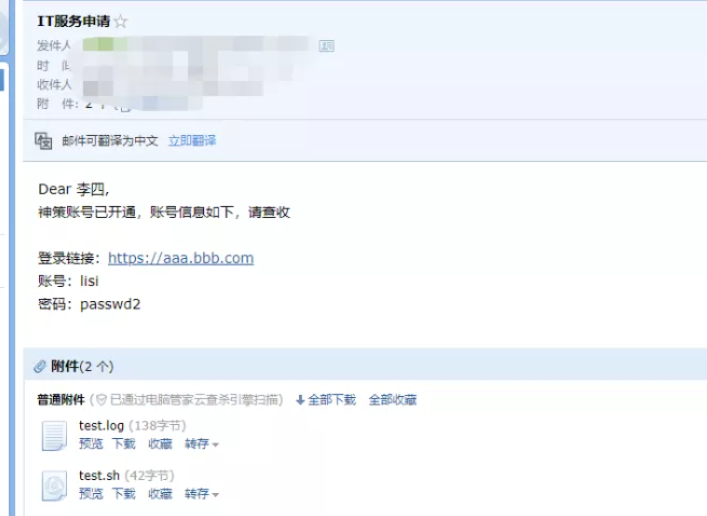 IT服务申请
发件人
时 间
收件人
附 件: 2 个
邮件可翻译为中文 立即翻译
Dear 李四,
神策账号已开通，账号信息如下，请查收
登录链接：https://aaa.bbb.com
账号：lisi
密码：passwd2
附件(2 个)
普通附件 (已通过电脑管家云查杀引擎扫描) 全部下载 全部收藏
test.log (138字节)
预览 下载 收藏 转存
test.sh (42字节)
预览 下载 收藏 转存